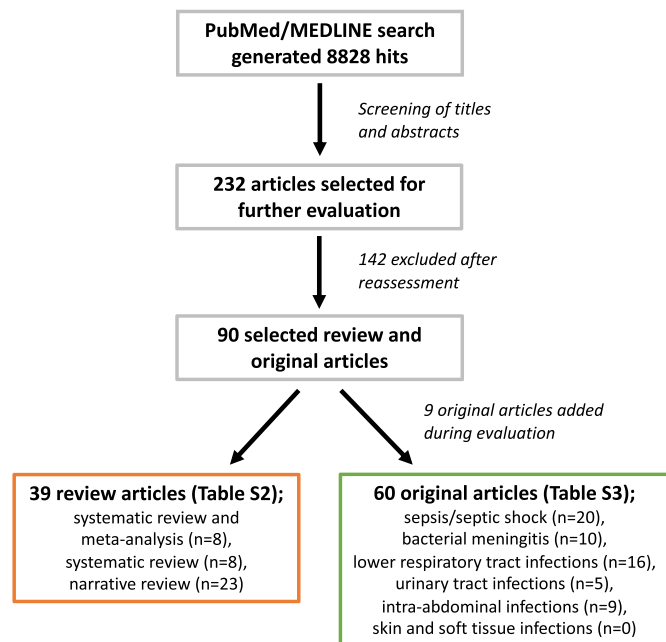 PubMed/MEDLINE search
generated 8828 hits
Screening of titles
and abstracts
232 articles selected for
further evaluation
142 excluded after
reassessment
90 selected review and
original articles
9 original articles added
during evaluation
39 review articles (Table S2);
systematic review and
meta-analysis (n=8),
systematic review (n=8),
narrative review (n=23)
60 original articles (Table S3);
sepsis/septic shock (n=20),
bacterial meningitis (n=10),
lower respiratory tract infections (n=16),
urinary tract infections (n=5),
intra-abdominal infections (n=9),
skin and soft tissue infections (n=0)